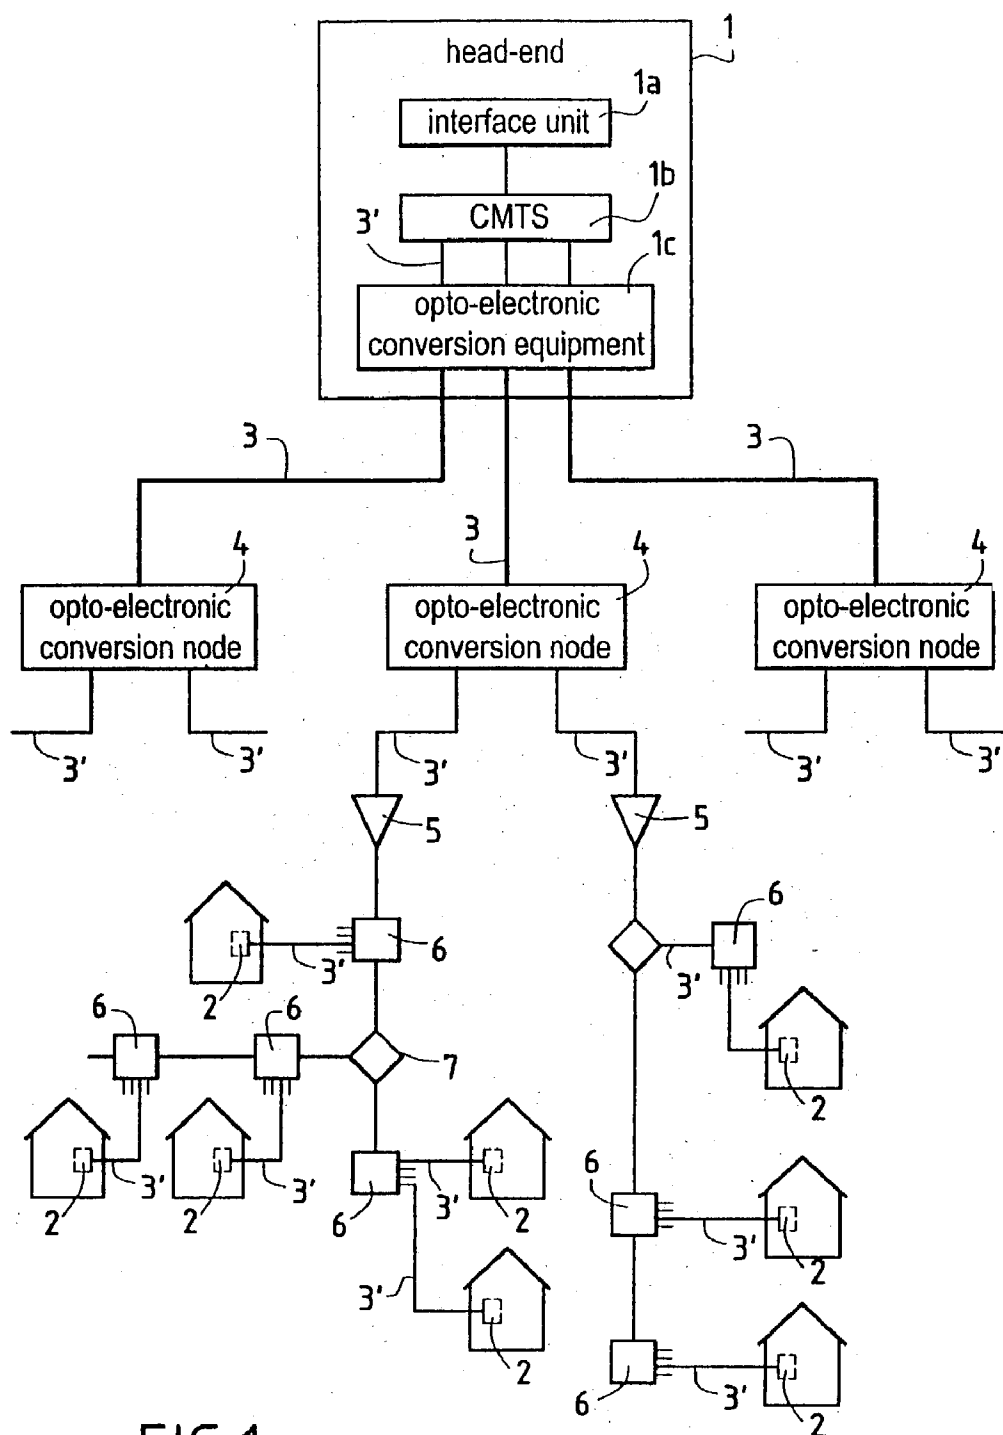 1
head-end
1a
interface unit
1b
CMTS
3'
1c
opto-electronic
conversion equipment
3
3
3
4
4
4
opto-electronic
conversion node
opto-electronic
conversion node
opto-electronic
conversion node
3'
3'
3'
3'
3'
3'
5
5
6
6
3'
3'
2
6
6
7
2
3'
2
3'
2
3'
6
2
6
3'
2
3'
2
6
3'
2
FIG.1